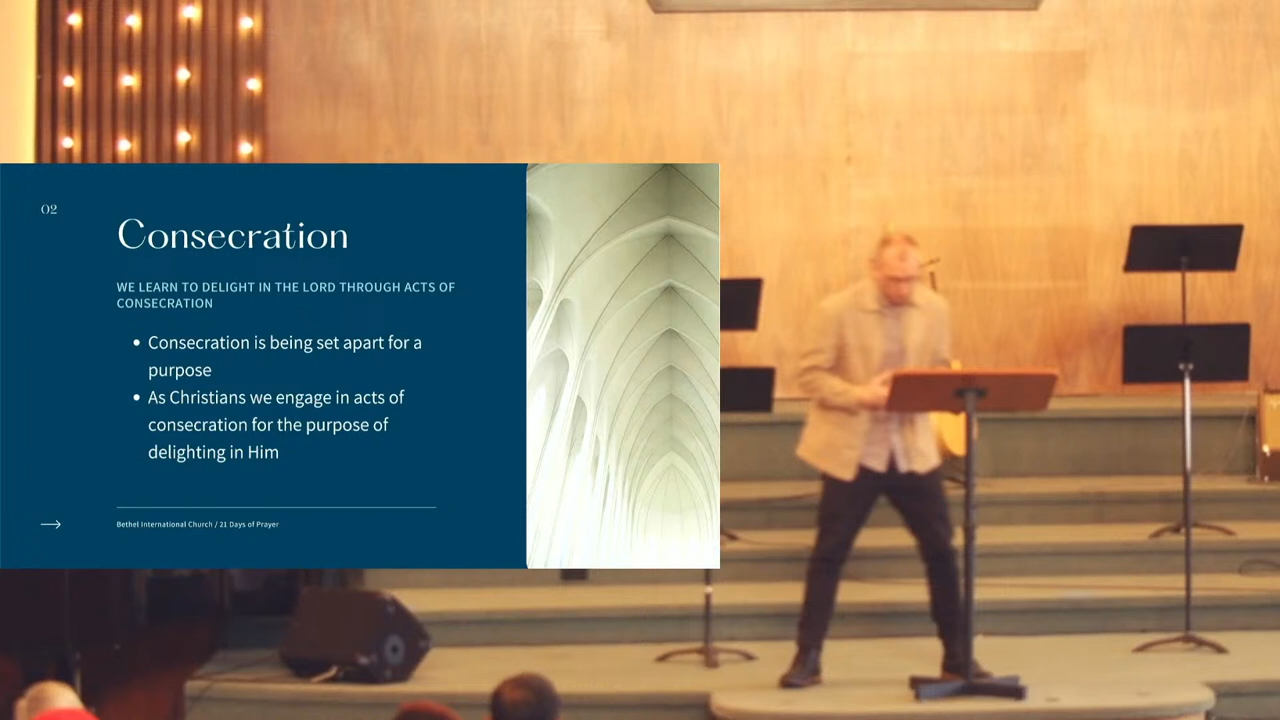 02
Consecration
WE LEARN TO DELIGHT IN THE LORD THROUGH ACTS OF
CONSECRATION
• Consecration is being set apart for a
purpose
• As Christians we engage in acts of
consecration for the purpose of
delighting in Him
Bethel International Church / 21 Days of Prayer